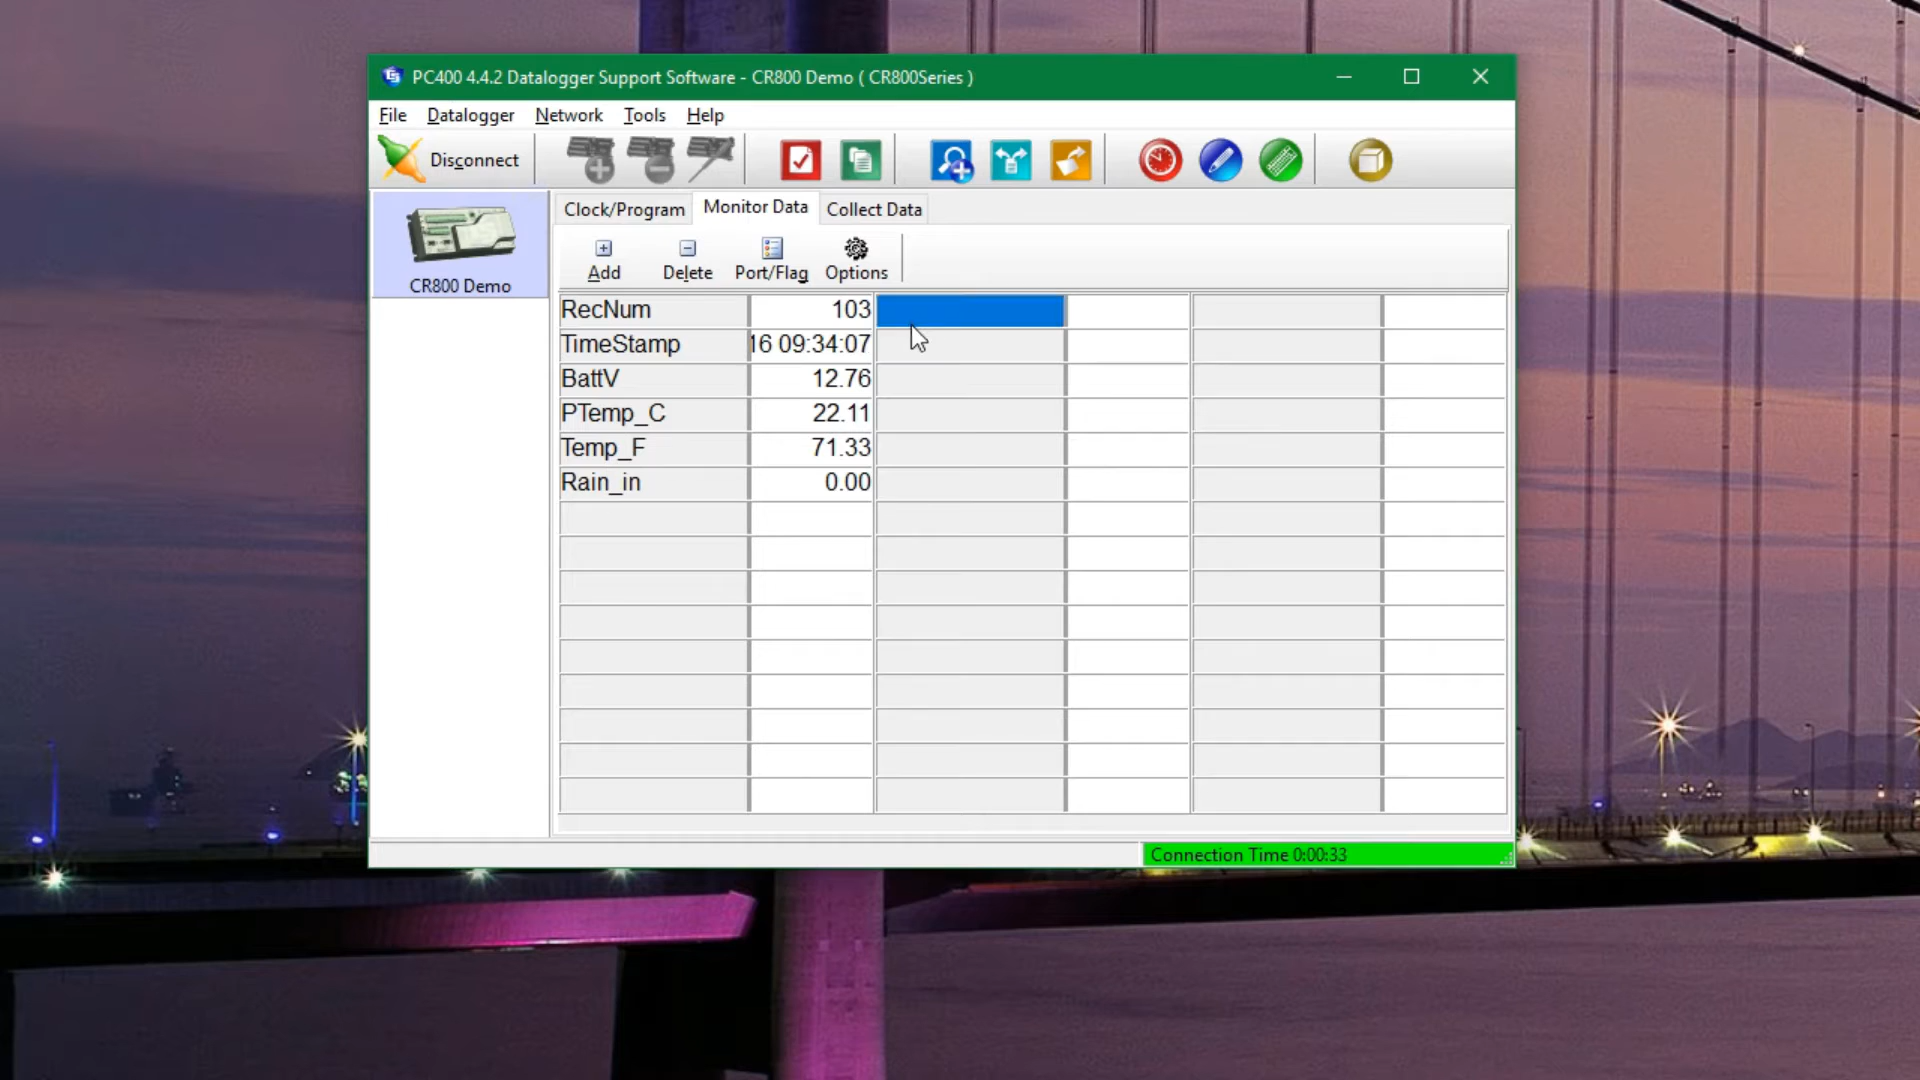 PC400 4.4.2 Datalogger Support Software - CR800 Demo ( CR800Series )
File Datalogger Network Tools Help
Disconnect
CR800 Demo
Clock/Program Monitor Data Collect Data
Add Delete Port/Flag Options
RecNum 103
TimeStamp 16 09:34:07
BattV 12.76
PTemp_C 22.11
Temp_F 71.33
Rain_in 0.00
Connection Time 0:00:33